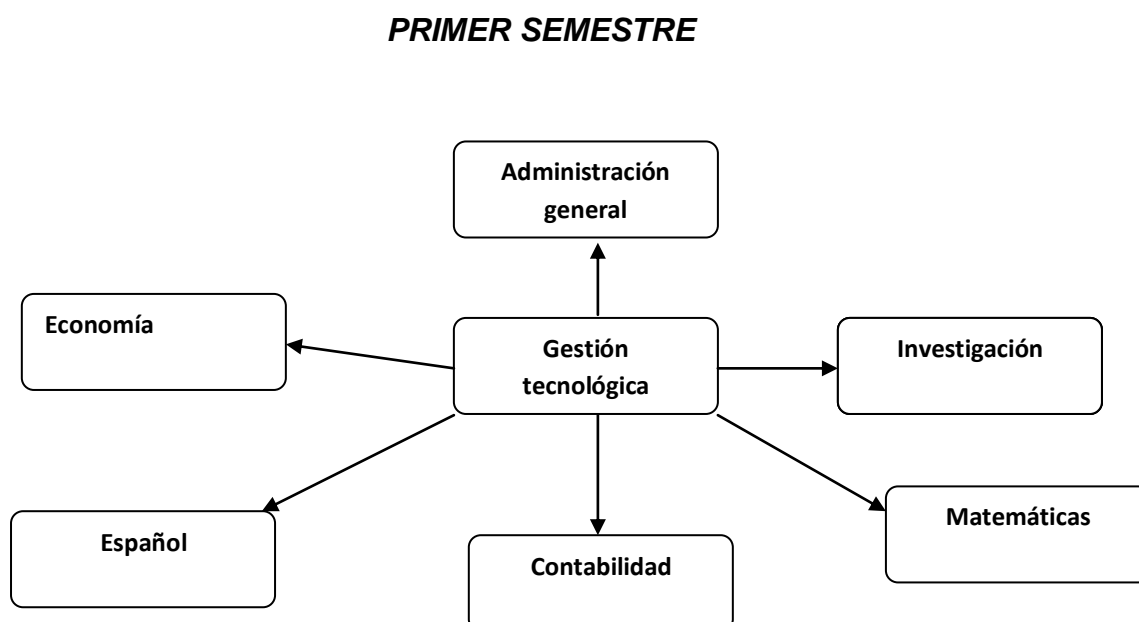 PRIMER SEMESTRE
Administración
general
Economía
Gestión
tecnológica
Investigación
Español
Contabilidad
Matemáticas